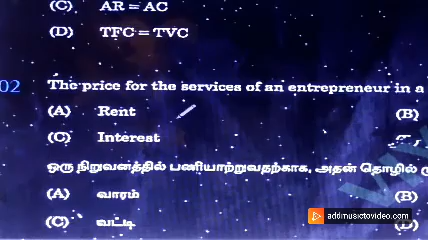 (C) AR = AC
(D) TFC = TVC
02 The price for the services of an entrepreneur in a
(A) Rent (B)
(C) Interest
ஒரு நிறுவனத்தில் பணியாற்றுவதற்காக, அதன் தொழில்
(A) வாரம் (B)
(C) வட்டி (D)
addmusictovideo.com